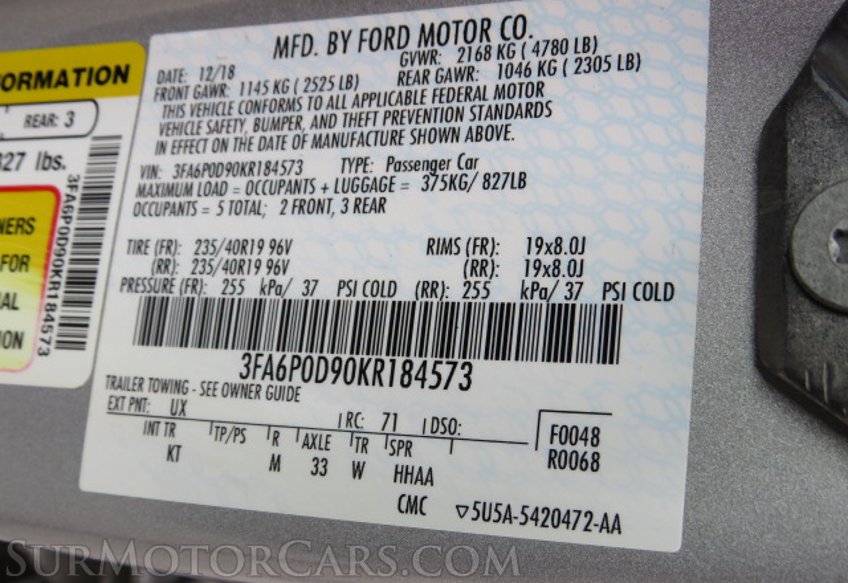 MFD. BY FORD MOTOR CO.
DATE: 12/18 GVWR: 2168 KG ( 4780 LB)
FRONT GAWR: 1145 KG ( 2525 LB) REAR GAWR: 1046 KG ( 2305 LB)
THIS VEHICLE CONFORMS TO ALL APPLICABLE FEDERAL MOTOR
VEHICLE SAFETY, BUMPER, AND THEFT PREVENTION STANDARDS
IN EFFECT ON THE DATE OF MANUFACTURE SHOWN ABOVE.
VIN: 3FA6P0D90KR184573 TYPE: Passenger Car
MAXIMUM LOAD = OCCUPANTS + LUGGAGE = 375KG/ 827LB
OCCUPANTS = 5 TOTAL; 2 FRONT, 3 REAR
TIRE (FR): 235/40R19 96V RIMS (FR): 19x8.0J
(RR): 235/40R19 96V (RR): 19x8.0J
PRESSURE (FR): 255 kPa/ 37 PSI COLD (RR): 255 kPa/ 37 PSI COLD
3FA6P0D90KR184573
TRAILER TOWING - SEE OWNER GUIDE
EXT PNT: UX RC: 71 DSO:
INT TR TP/PS R AXLE TR SPR F0048
KT M 33 W HHAA R0068
CMC ▽5U5A-5420472-AA
ORMATION
REAR: 3
827 lbs.
3FA6P0D90KR184573
NERS
FOR
AL
ION
SurMotorCars.com